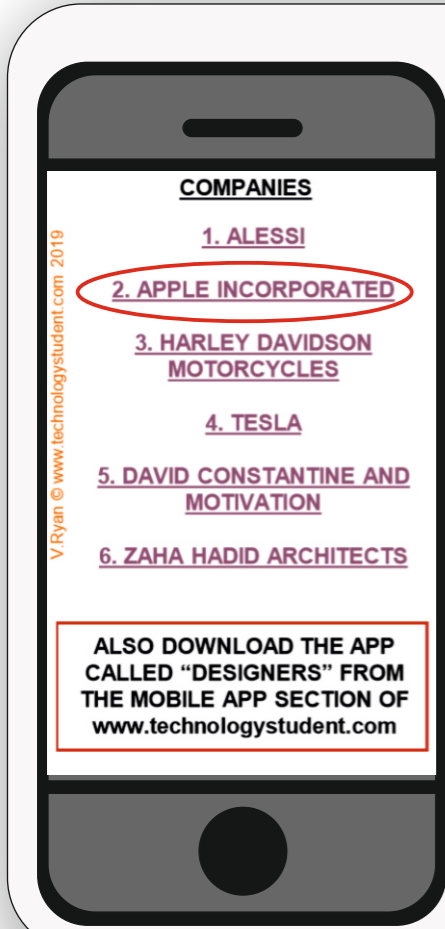 COMPANIES
1. ALESSI
2. APPLE INCORPORATED
3. HARLEY DAVIDSON
MOTORCYCLES
4. TESLA
5. DAVID CONSTANTINE AND
MOTIVATION
6. ZAHA HADID ARCHITECTS
V.Ryan © www.technologystudent.com 2019
ALSO DOWNLOAD THE APP
CALLED “DESIGNERS” FROM
THE MOBILE APP SECTION OF
www.technologystudent.com